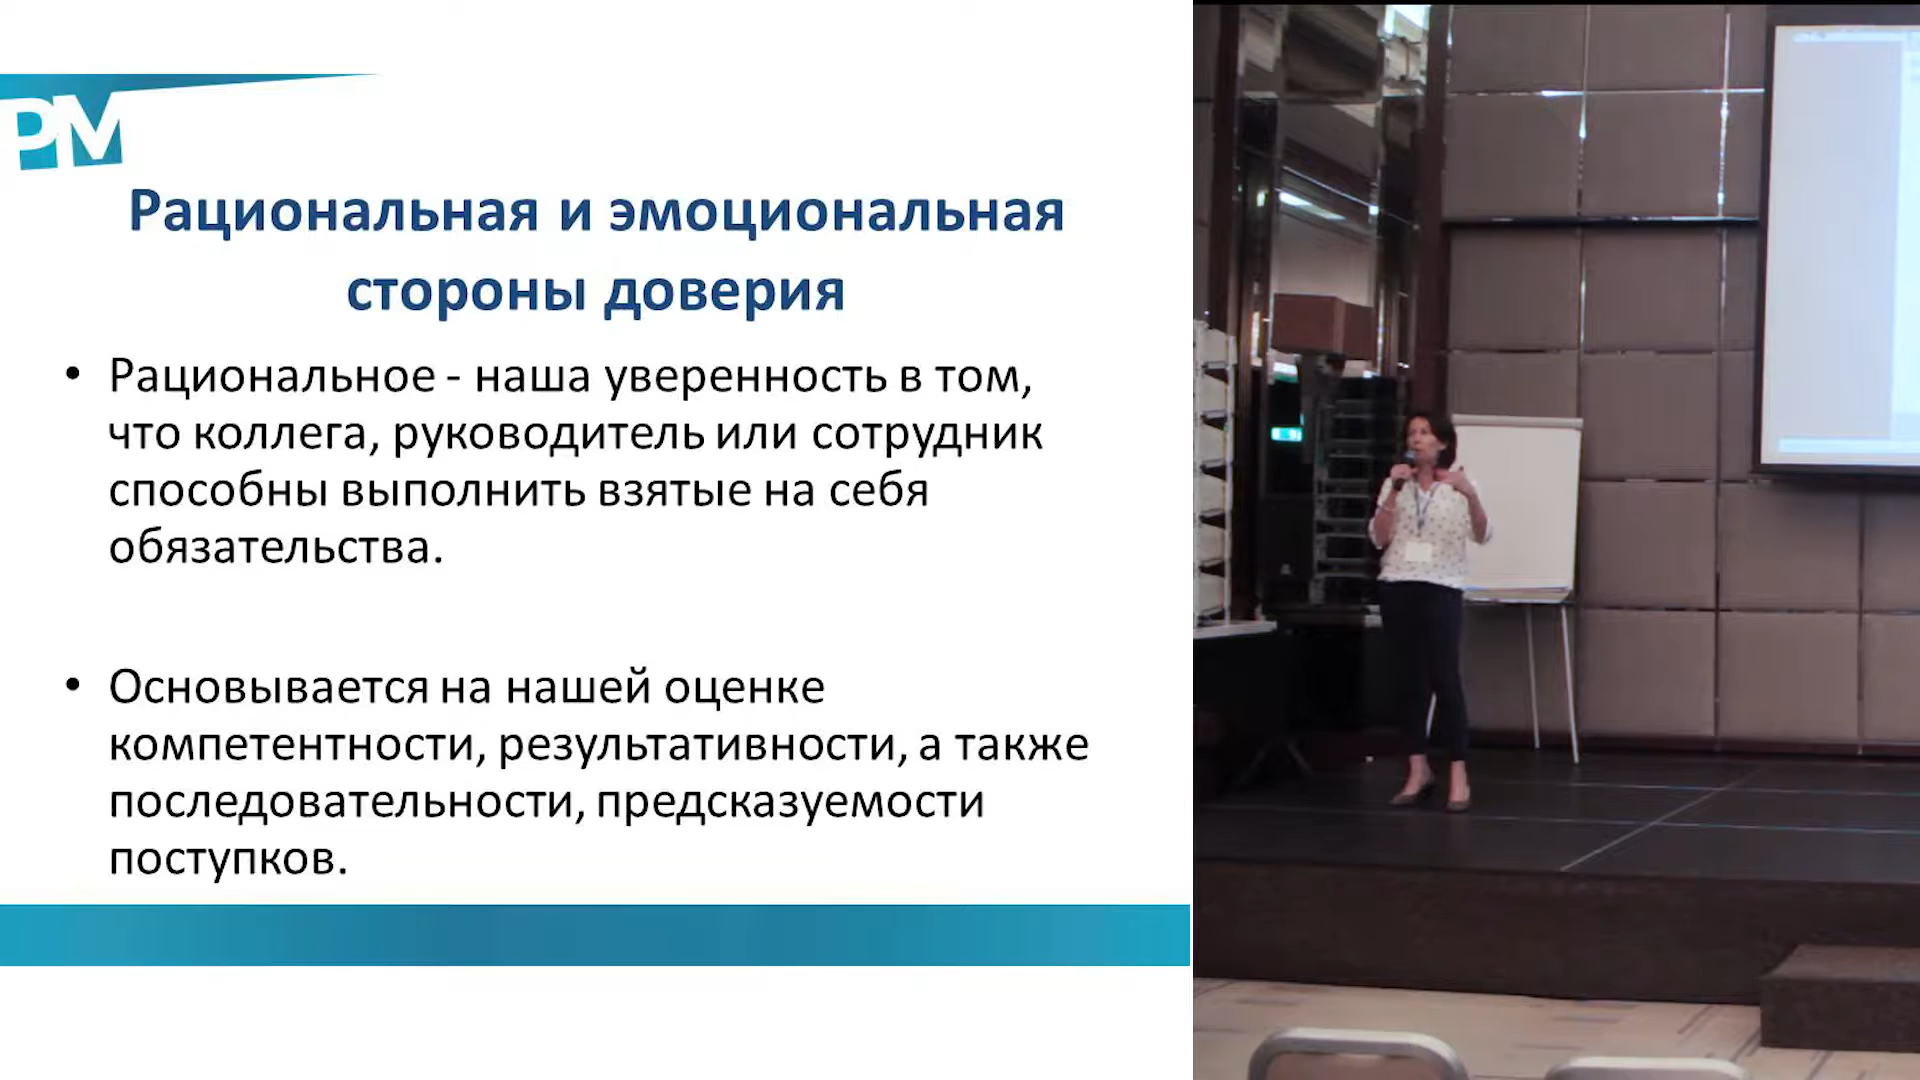 PM
Рациональная и эмоциональная
стороны доверия
• Рациональное - наша уверенность в том,
что коллега, руководитель или сотрудник
способны выполнить взятые на себя
обязательства.
• Основывается на нашей оценке
компетентности, результативности, а также
последовательности, предсказуемости
поступков.